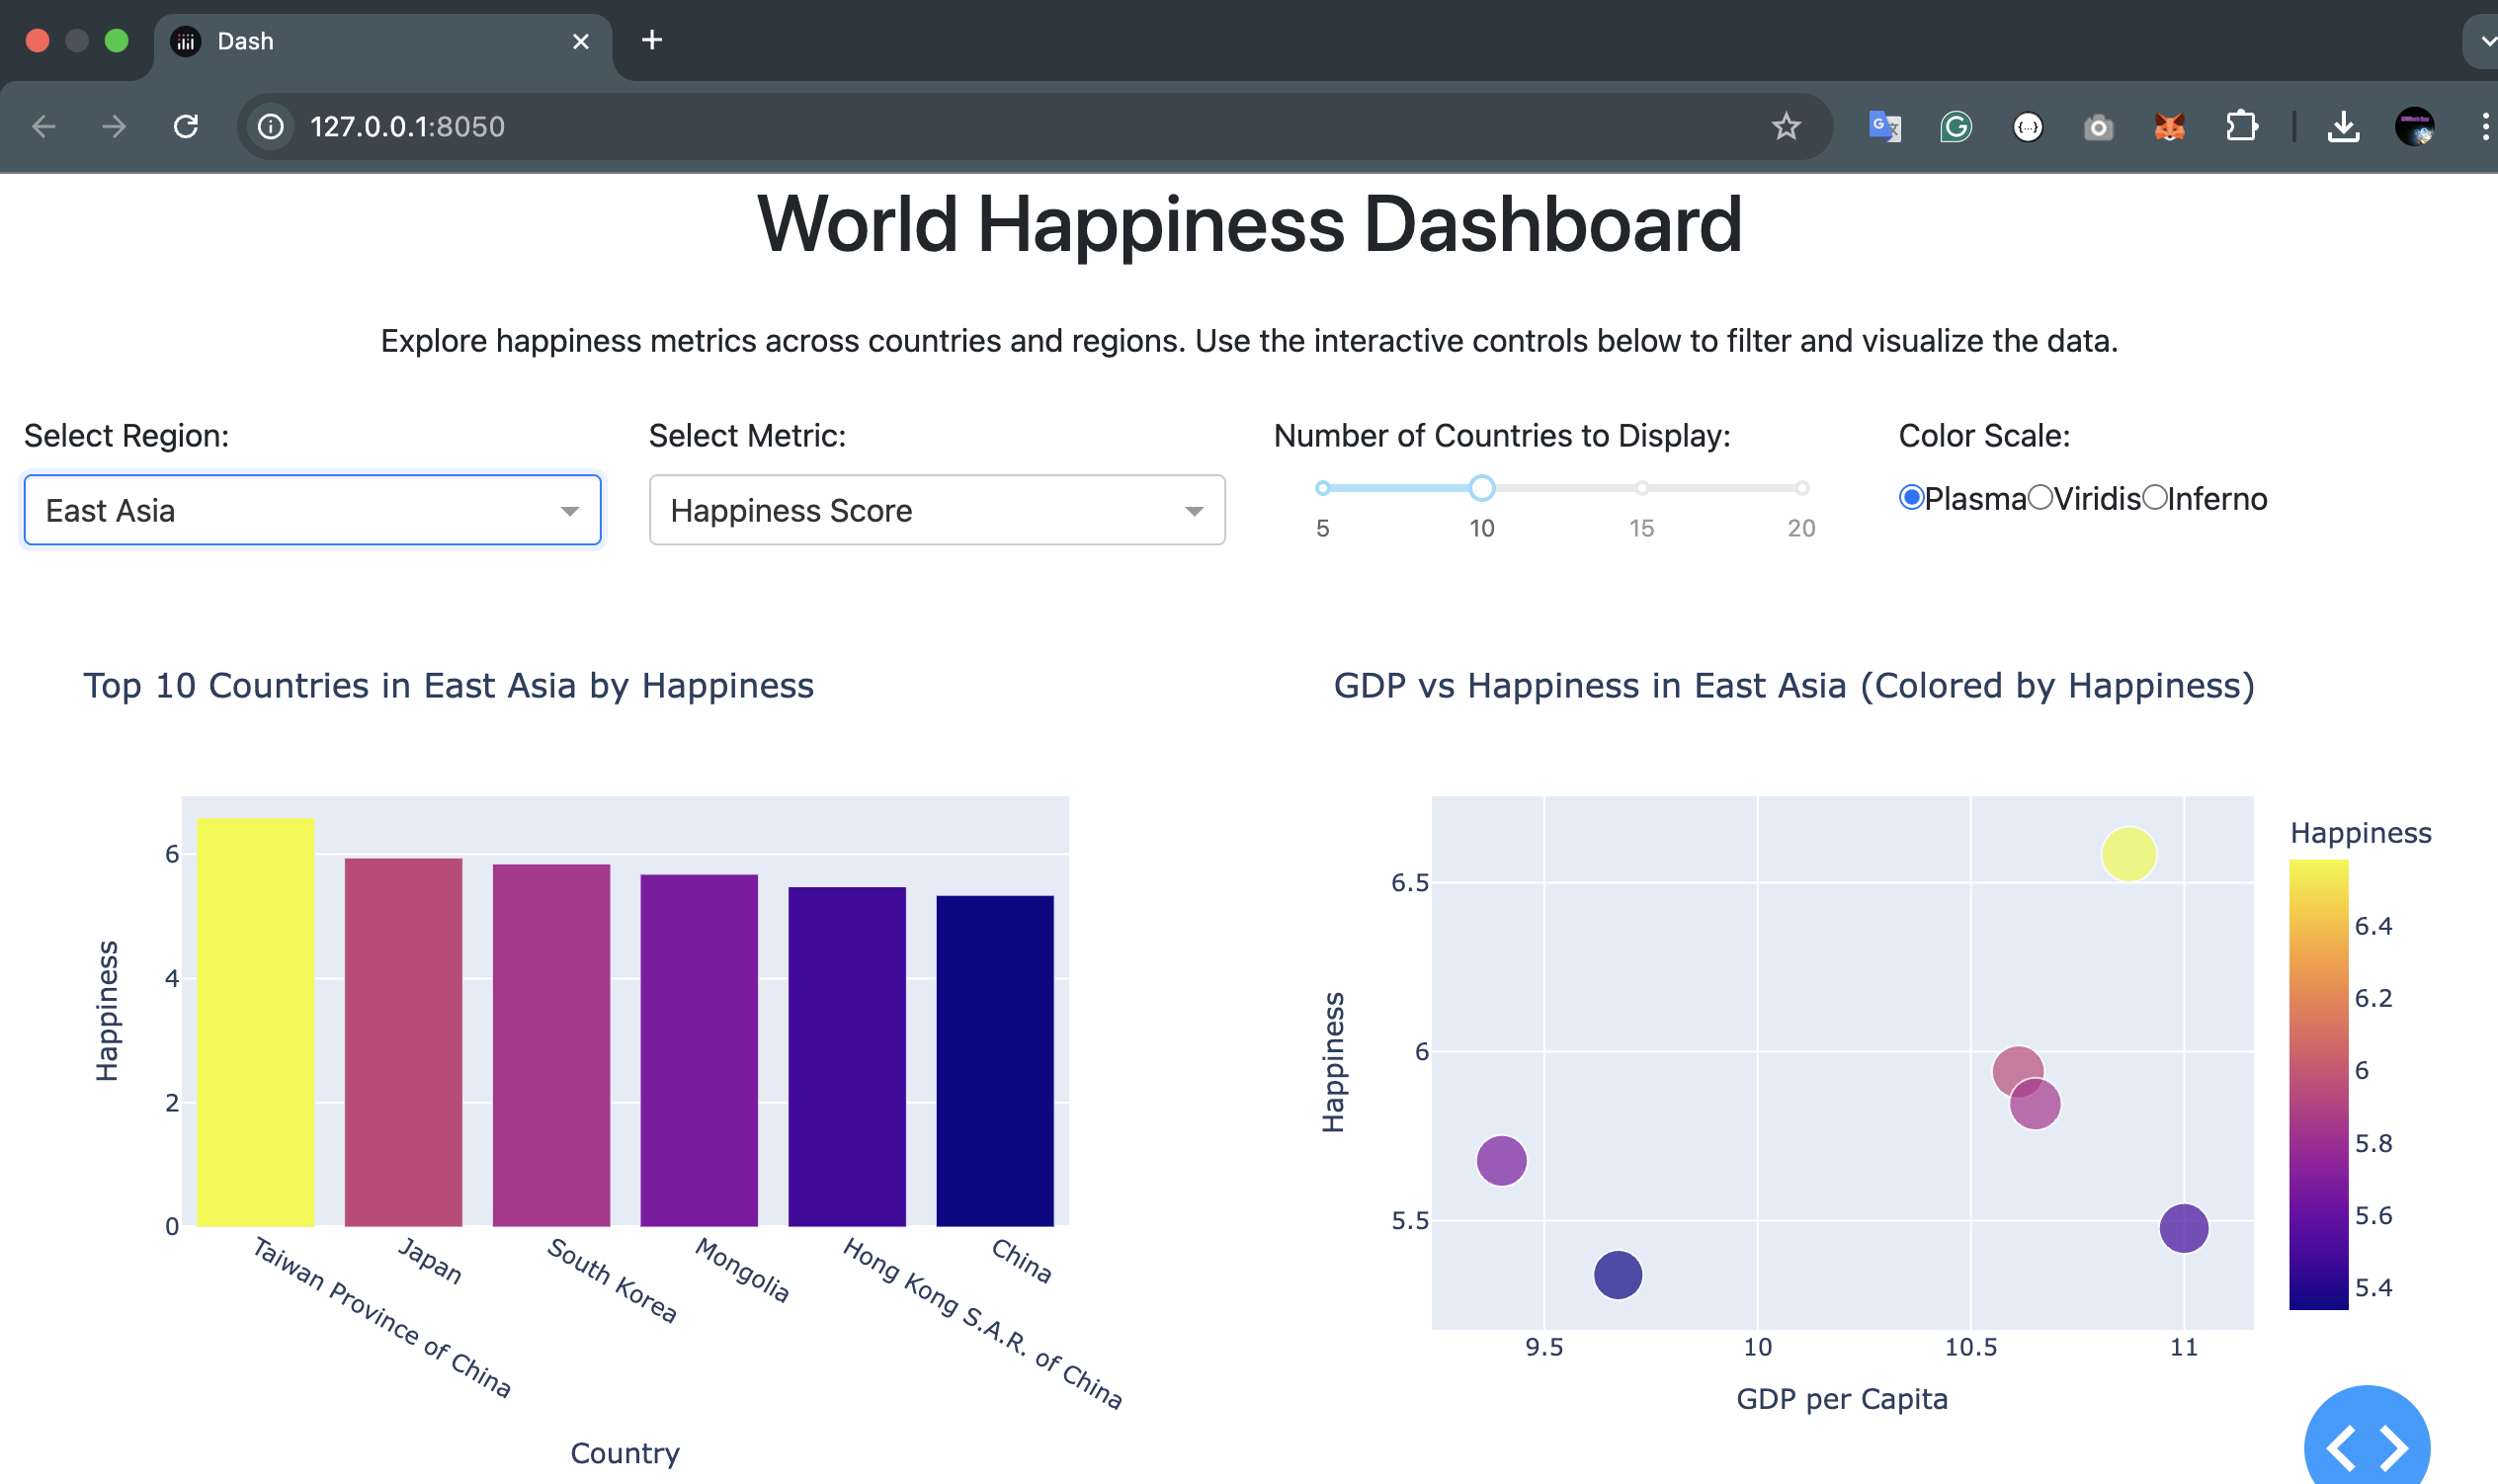 Dash
127.0.0.1:8050
World Happiness Dashboard
Explore happiness metrics across countries and regions. Use the interactive controls below to filter and visualize the data.
Select Region:
East Asia
Select Metric:
Happiness Score
Number of Countries to Display:
5 10 15 20
Color Scale:
Plasma Viridis Inferno
Top 10 Countries in East Asia by Happiness
Happiness
6
4
2
0
Taiwan Province of China
Japan
South Korea
Mongolia
Hong Kong S.A.R. of China
China
Country
GDP vs Happiness in East Asia (Colored by Happiness)
Happiness
6.5
6
5.5
9.5 10 10.5 11
GDP per Capita
Happiness
6.4
6.2
6
5.8
5.6
5.4